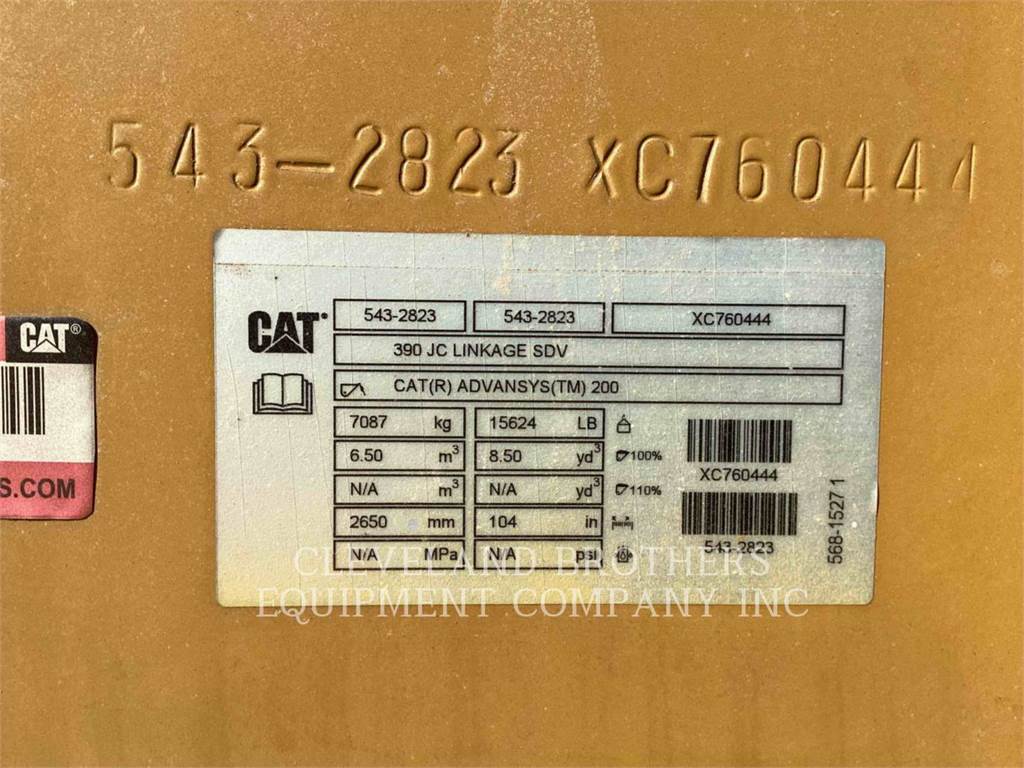 543-2823 XC760444
CAT®
S.COM
CAT®
543-2823 543-2823 XC760444
390 JC LINKAGE SDV
CAT(R) ADVANSYS(TM) 200
7087 kg 15624 LB
6.50 m³ 8.50 yd³ 100%
N/A m³ N/A yd³ 110%
2650 mm 104 in
N/A MPa N/A psi
XC760444
543-2823
568-1527 1
CLEVELAND BROTHERS
EQUIPMENT COMPANY INC